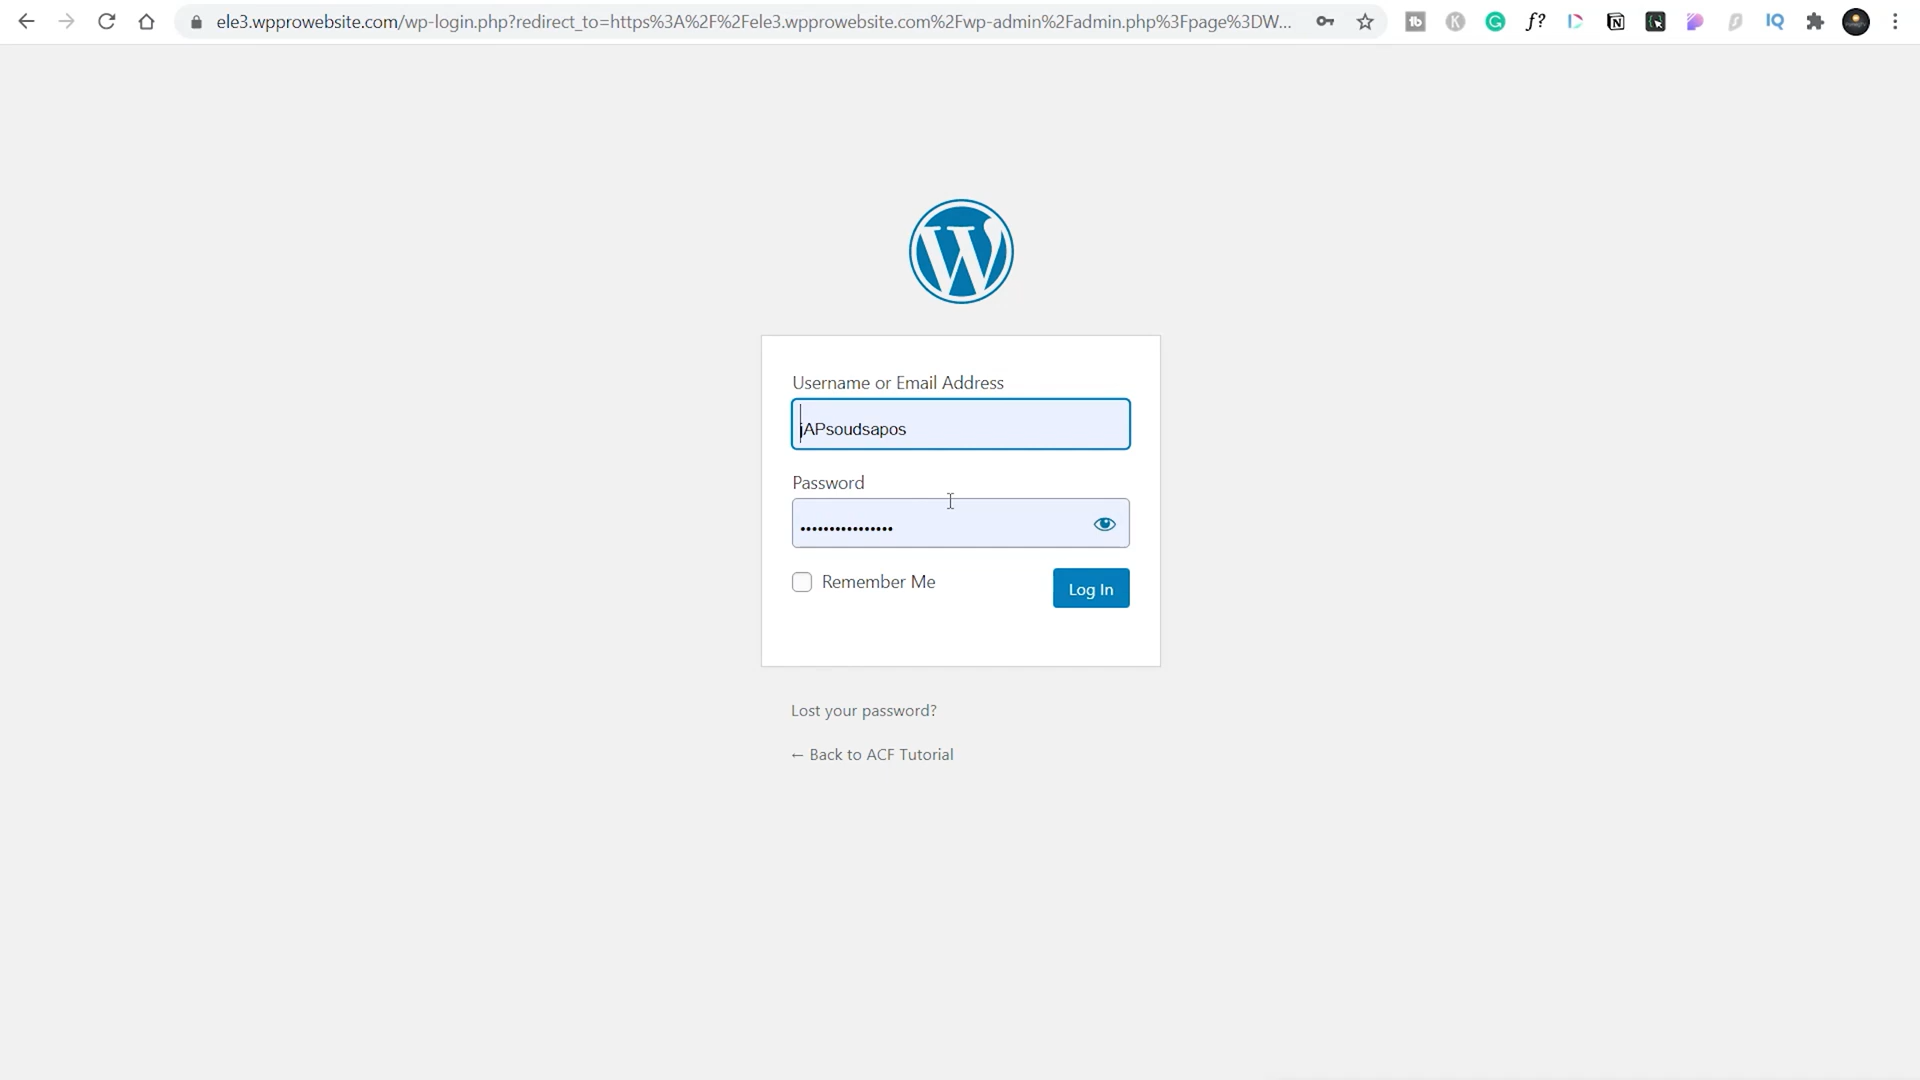 ele3.wpprowebsite.com/wp-login.php?redirect_to=https%3A%2F%2Fele3.wpprowebsite.com%2Fwp-admin%2Fadmin.php%3Fpage%3DW...
Username or Email Address
jAPsoudsapos
Password
Remember Me
Log In
Lost your password?
← Back to ACF Tutorial